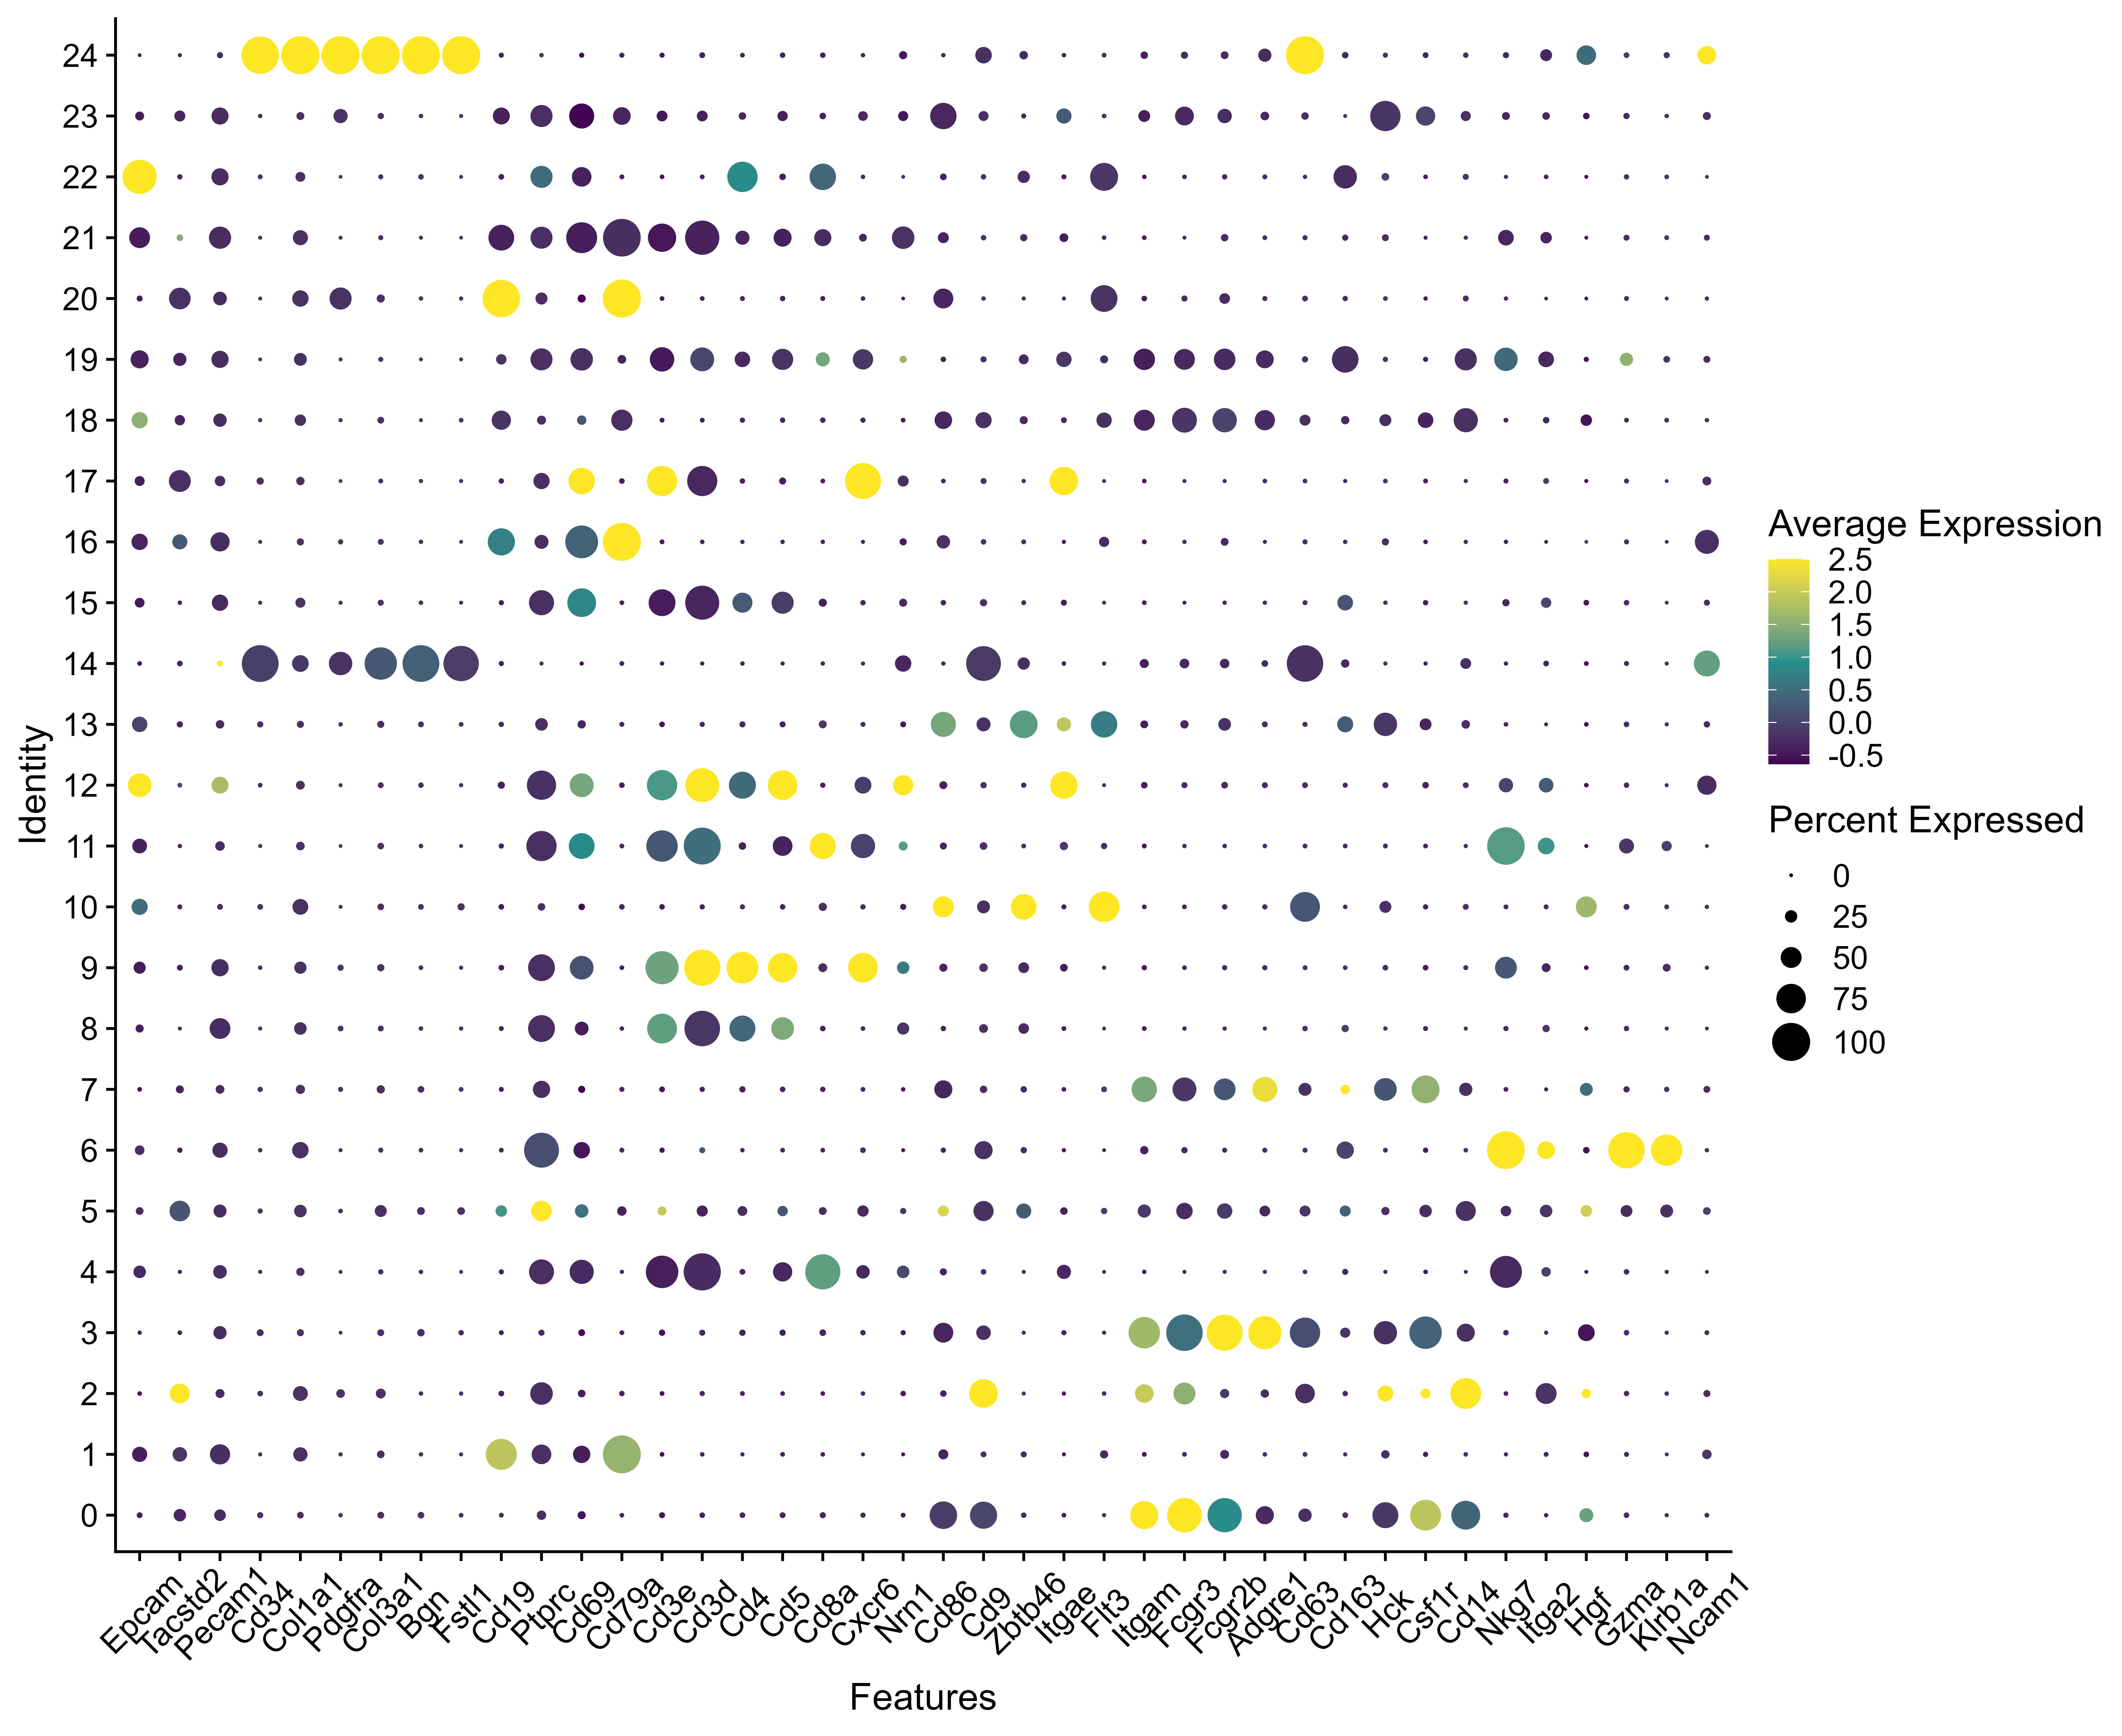 24
23
22
21
20
19
18
17
16
15
14
13
12
11
10
9
8
7
6
5
4
3
2
1
0
Identity
Epcam
Tacstd2
Pecam1
Cd34
Col1a1
Pdgfra
Col3a1
Bgn
Fstl1
Cd19
Ptprc
Cd69
Cd79a
Cd3e
Cd3d
Cd4
Cd5
Cd8a
Cxcr6
Nrn1
Cd86
Cd9
Zbtb46
Itgae
Flt3
Itgam
Fcgr3
Fcgr2b
Adgre1
Cd63
Cd163
Hck
Csf1r
Cd14
Nkg7
Itga2
Hgf
Gzma
Klrb1a
Ncam1
Features
Average Expression
2.5
2.0
1.5
1.0
0.5
0.0
-0.5
Percent Expressed
0
25
50
75
100